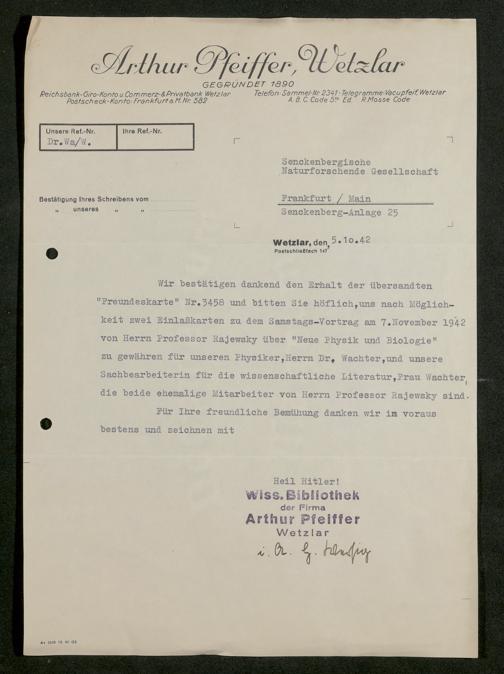 Arthur Pfeiffer, Wetzlar
GEGRÜNDET 1890
Reichsbank-Giro-Konto u. Commerz-& Privatbank Wetzlar
Postscheck-Konto: Frankfurt a. M. Nr. 582
Telefon-Sammel-Nr 2341 · Telegramme: Vacupfeif, Wetzlar
A. B. C. Code 5th Ed. R. Mosse Code
Unsere Ref.-Nr.
Ihre Ref.-Nr.
Dr.Wa/W.
Senckenbergische
Naturforschende Gesellschaft
Frankfurt / Main
Senckenberg-Anlage 25
Bestätigung Ihres Schreibens vom
" unseres " "
Wetzlar, den 5.10.42
Postschließfach 147
Wir bestätigen dankend den Erhalt der übersandten
"Freundeskarte" Nr.3458 und bitten Sie höflich,uns nach Möglich-
keit zwei Einlaßkarten zu dem Samstags-Vortrag am 7.November 1942
von Herrn Professor Rajewsky über "Neue Physik und Biologie"
zu gewähren für unseren Physiker,Herrn Dr. Wachter,und unsere
Sachbearbeiterin für die wissenschaftliche Literatur,Frau Wachter,
die beide ehemalige Mitarbeiter von Herrn Professor Rajewsky sind.
Für Ihre freundliche Bemühung danken wir im voraus
bestens und zeichnen mit
Heil Hitler!
Wiss. Bibliothek
der Firma
Arthur Pfeiffer
Wetzlar
i. A. G.